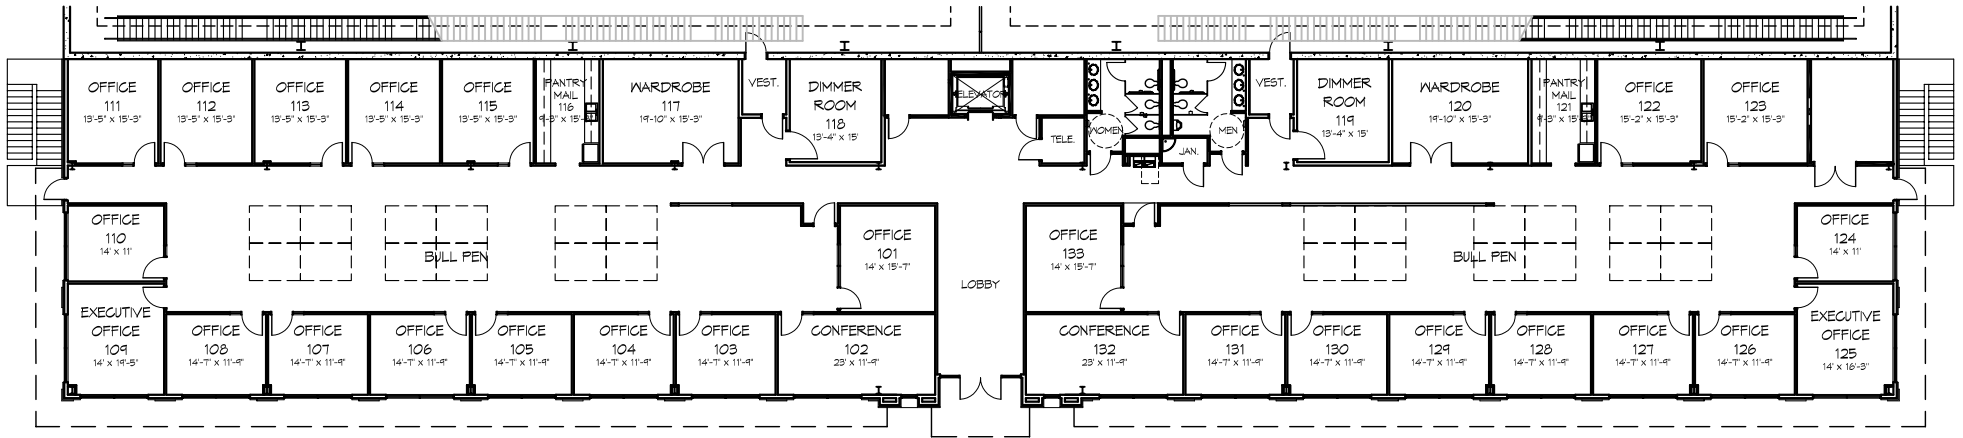 OFFICE
111
13'-5" x 15'-3"
OFFICE
112
13'-5" x 15'-3"
OFFICE
113
13'-5" x 15'-3"
OFFICE
114
13'-5" x 15'-3"
OFFICE
115
13'-5" x 15'-3"
PANTRY
MAIL
116
9'-3" x 15'-3"
WARDROBE
117
19'-10" x 15'-3"
VEST.
DIMMER
ROOM
118
13'-4" x 15'
ELEVATOR
TELE.
WOMEN
JAN.
MEN
VEST.
DIMMER
ROOM
119
13'-4" x 15'
WARDROBE
120
19'-10" x 15'-3"
PANTRY
MAIL
121
9'-3" x 15'-3"
OFFICE
122
15'-2" x 15'-3"
OFFICE
123
15'-2" x 15'-3"
OFFICE
110
14' x 11'
BULL PEN
OFFICE
101
14' x 15'-7"
LOBBY
OFFICE
133
14' x 15'-7"
BULL PEN
OFFICE
124
14' x 11'
EXECUTIVE
OFFICE
109
14' x 19'-5"
OFFICE
108
14'-7" x 11'-9"
OFFICE
107
14'-7" x 11'-9"
OFFICE
106
14'-7" x 11'-9"
OFFICE
105
14'-7" x 11'-9"
OFFICE
104
14'-7" x 11'-9"
OFFICE
103
14'-7" x 11'-9"
CONFERENCE
102
23' x 11'-9"
CONFERENCE
132
23' x 11'-9"
OFFICE
131
14'-7" x 11'-9"
OFFICE
130
14'-7" x 11'-9"
OFFICE
129
14'-7" x 11'-9"
OFFICE
128
14'-7" x 11'-9"
OFFICE
127
14'-7" x 11'-9"
OFFICE
126
14'-7" x 11'-9"
EXECUTIVE
OFFICE
125
14' x 16'-3"